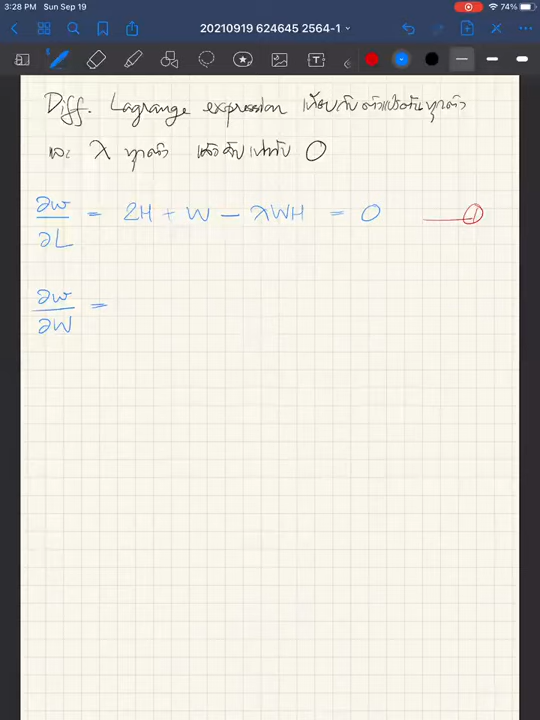 3:28 PM Sun Sep 19
74%
20210919 624645 2564-1
Diff. Lagrange expression เทียบกับตัวแปรต้นทุกตัว
และ λ ทุกตัว แล้วจับเท่ากับ 0
∂w/∂L = 2H + W − λWH = 0 ——①
∂w/∂W =